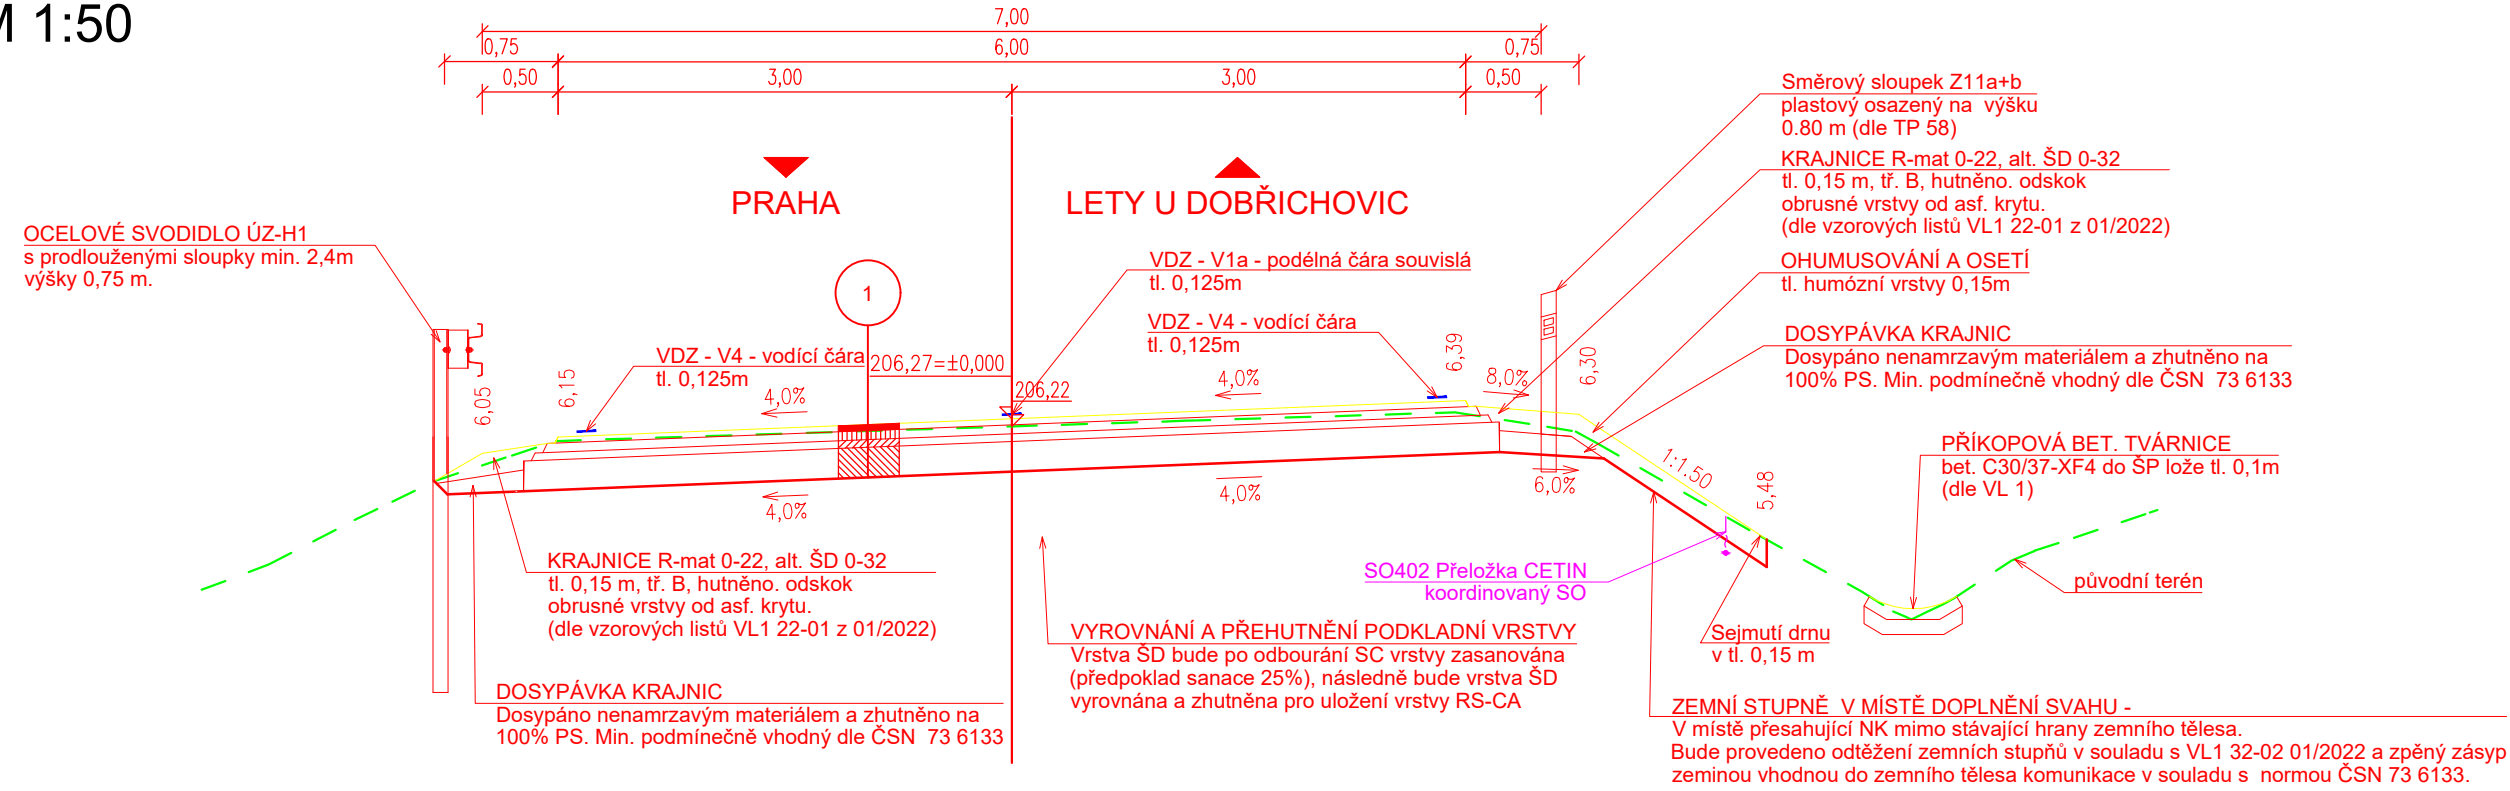 M 1:50
7,00
0,75
6,00
0,75
0,50
3,00
3,00
0,50
PRAHA
LETY U DOBŘICHOVIC
OCELOVÉ SVODIDLO ÚZ-H1
s prodlouženými sloupky min. 2,4m
výšky 0,75 m.
1
VDZ - V1a - podélná čára souvislá
tl. 0,125m
VDZ - V4 - vodící čára
tl. 0,125m
VDZ - V4 - vodící čára
tl. 0,125m
206,27=±0,000
206,22
6,05
6,15
6,39
6,30
4,0%
4,0%
8,0%
4,0%
4,0%
6,0%
1:1.50
5,48
Směrový sloupek Z11a+b
plastový osazený na výšku
0.80 m (dle TP 58)
KRAJNICE R-mat 0-22, alt. ŠD 0-32
tl. 0,15 m, tř. B, hutněno. odskok
obrusné vrstvy od asf. krytu.
(dle vzorových listů VL1 22-01 z 01/2022)
OHUMUSOVÁNÍ A OSETÍ
tl. humózní vrstvy 0,15m
DOSYPÁVKA KRAJNIC
Dosypáno nenamrzavým materiálem a zhutněno na
100% PS. Min. podmínečně vhodný dle ČSN 73 6133
PŘÍKOPOVÁ BET. TVÁRNICE
bet. C30/37-XF4 do ŠP lože tl. 0,1m
(dle VL 1)
KRAJNICE R-mat 0-22, alt. ŠD 0-32
tl. 0,15 m, tř. B, hutněno. odskok
obrusné vrstvy od asf. krytu.
(dle vzorových listů VL1 22-01 z 01/2022)
DOSYPÁVKA KRAJNIC
Dosypáno nenamrzavým materiálem a zhutněno na
100% PS. Min. podmínečně vhodný dle ČSN 73 6133
VYROVNÁNÍ A PŘEHUTNĚNÍ PODKLADNÍ VRSTVY
Vrstva ŠD bude po odbourání SC vrstvy zasanována
(předpoklad sanace 25%), následně bude vrstva ŠD
vyrovnána a zhutněna pro uložení vrstvy RS-CA
SO402 Přeložka CETIN
koordinovaný SO
původní terén
Sejmutí drnu
v tl. 0,15 m
ZEMNÍ STUPNĚ V MÍSTĚ DOPLNĚNÍ SVAHU -
V místě přesahující NK mimo stávající hrany zemního tělesa.
Bude provedeno odtěžení zemních stupňů v souladu s VL1 32-02 01/2022 a zpěný zásyp
zeminou vhodnou do zemního tělesa komunikace v souladu s normou ČSN 73 6133.